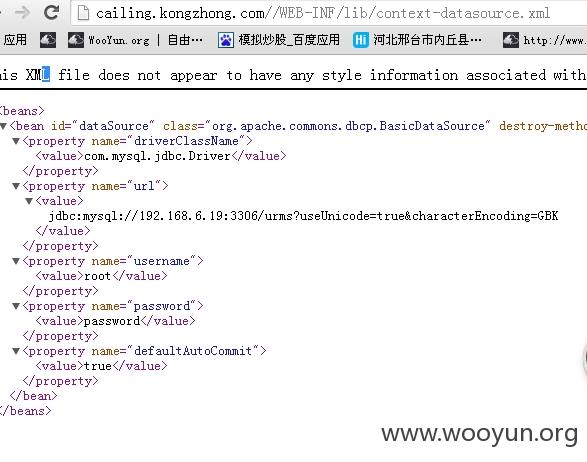 cailing.kongzhong.com//WEB-INF/lib/context-datasource.xml
应用 WooYun.org | 自由… 模拟炒股_百度应用 Hi 河北邢台市内丘县… http://www.
his XML file does not appear to have any style information associated with
<beans>
▼<bean id="dataSource" class="org.apache.commons.dbcp.BasicDataSource" destroy-metho
▼<property name="driverClassName">
<value>com.mysql.jdbc.Driver</value>
</property>
▼<property name="url">
▼<value>
jdbc:mysql://192.168.6.19:3306/urms?useUnicode=true&characterEncoding=GBK
</value>
</property>
▼<property name="username">
<value>root</value>
</property>
▼<property name="password">
<value>password</value>
</property>
▼<property name="defaultAutoCommit">
<value>true</value>
</property>
</bean>
</beans>
www.wooyun.org